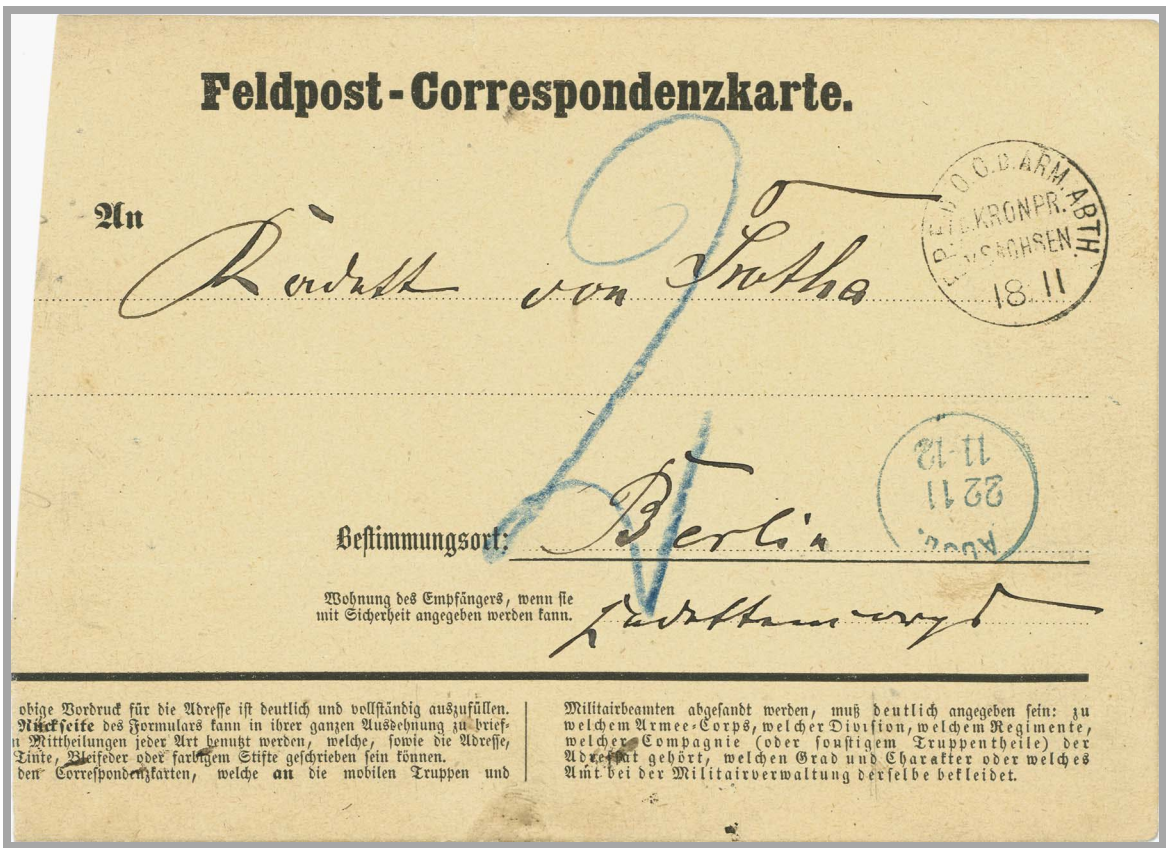 Feldpost-Correspondenzkarte.
D.O.C.D.ARM.ABTH.
KRONPR.
V.SACHSEN.
18 11
An
Kadett von Trotha
2
11-12
22 11
Bestimmungsort:
Berlin
Wohnung des Empfängers, wenn sie
mit Sicherheit angegeben werden kann.
Cadettencorps
obige Vordruck für die Adresse ist deutlich und vollständig auszufüllen.
Rückseite des Formulars kann in ihrer ganzen Ausdehnung zu brief-
n Mittheilungen jeder Art benutzt werden, welche, sowie die Adresse,
Tinte, Bleifeder oder farbigem Stifte geschrieben sein können.
den Correspondenzkarten, welche an die mobilen Truppen und
Militairbeamten abgesandt werden, muß deutlich angegeben sein: zu
welchem Armee-Corps, welcher Division, welchem Regimente,
welcher Compagnie (oder sonstigem Truppentheile) der
Adressat gehört, welchen Grad und Charakter oder welches
Amt bei der Militairverwaltung derselbe bekleidet.